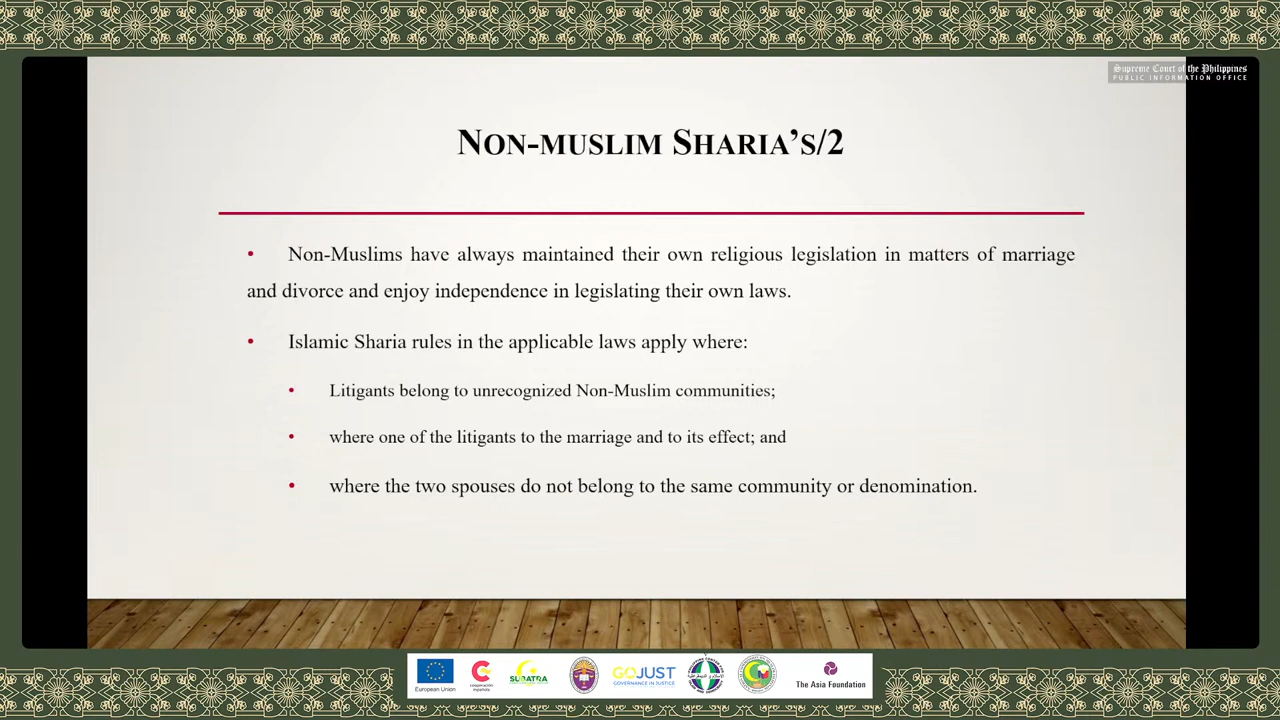 Supreme Court of the Philippines
PUBLIC INFORMATION OFFICE
NON-MUSLIM SHARIA'S/2
• Non-Muslims have always maintained their own religious legislation in matters of marriage
and divorce and enjoy independence in legislating their own laws.
• Islamic Sharia rules in the applicable laws apply where:
• Litigants belong to unrecognized Non-Muslim communities;
• where one of the litigants to the marriage and to its effect; and
• where the two spouses do not belong to the same community or denomination.
European Union
cooperación
española
SUBATRA
GOJUST
GOVERNANCE IN JUSTICE
The Asia Foundation